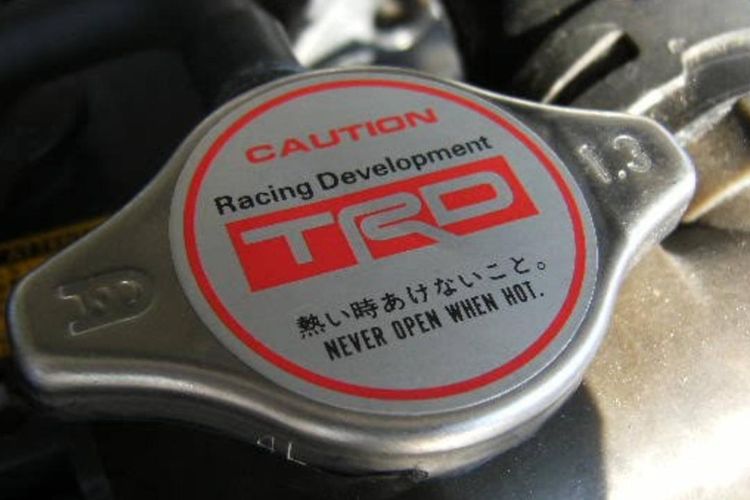 CAUTION
Racing Development
TRD
熱い時あけないこと。
NEVER OPEN WHEN HOT.
1.3